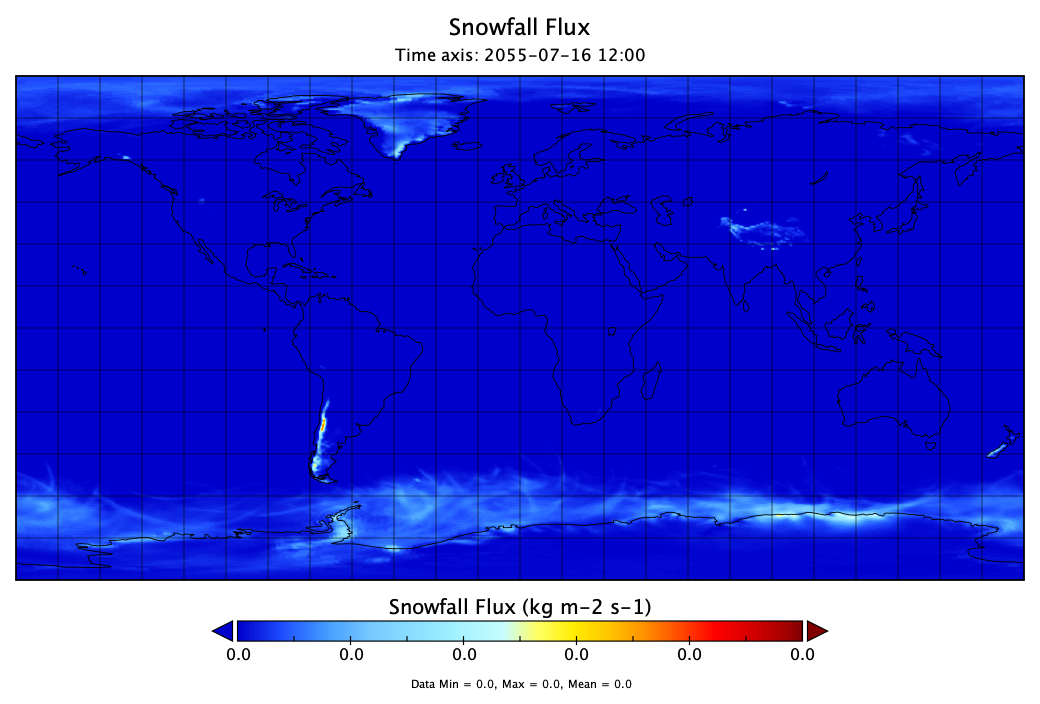 Snowfall Flux
Time axis: 2055-07-16 12:00
Snowfall Flux (kg m-2 s-1)
0.0 0.0 0.0 0.0 0.0 0.0
Data Min = 0.0, Max = 0.0, Mean = 0.0